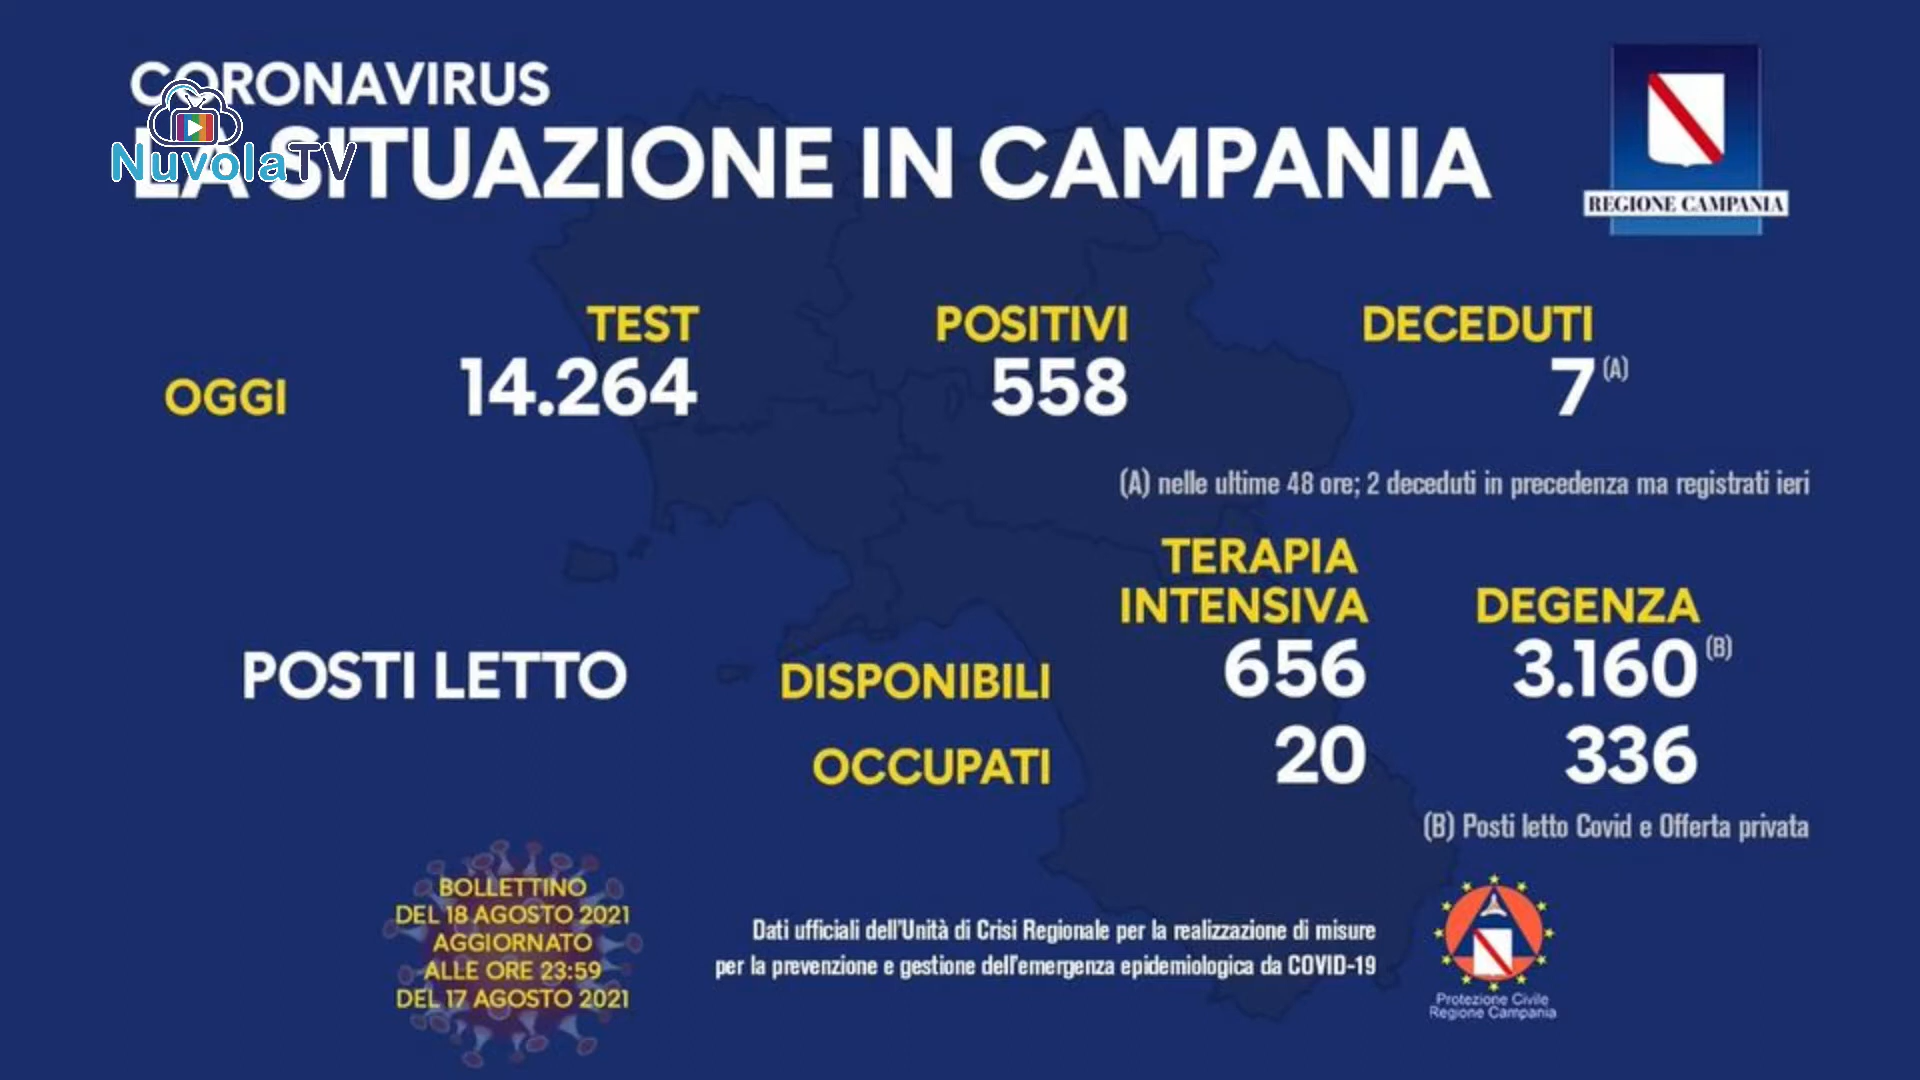 CORONAVIRUS
NuvolaTV
LA SITUAZIONE IN CAMPANIA
REGIONE CAMPANIA
TEST
POSITIVI
DECEDUTI
OGGI
14.264
558
7 (A)
(A) nelle ultime 48 ore; 2 deceduti in precedenza ma registrati ieri
TERAPIA
INTENSIVA
DEGENZA
POSTI LETTO
DISPONIBILI
656
3.160 (B)
OCCUPATI
20
336
(B) Posti letto Covid e Offerta privata
BOLLETTINO
DEL 18 AGOSTO 2021
AGGIORNATO
ALLE ORE 23:59
DEL 17 AGOSTO 2021
Dati ufficiali dell'Unità di Crisi Regionale per la realizzazione di misure
per la prevenzione e gestione dell'emergenza epidemiologica da COVID-19
Protezione Civile
Regione Campania